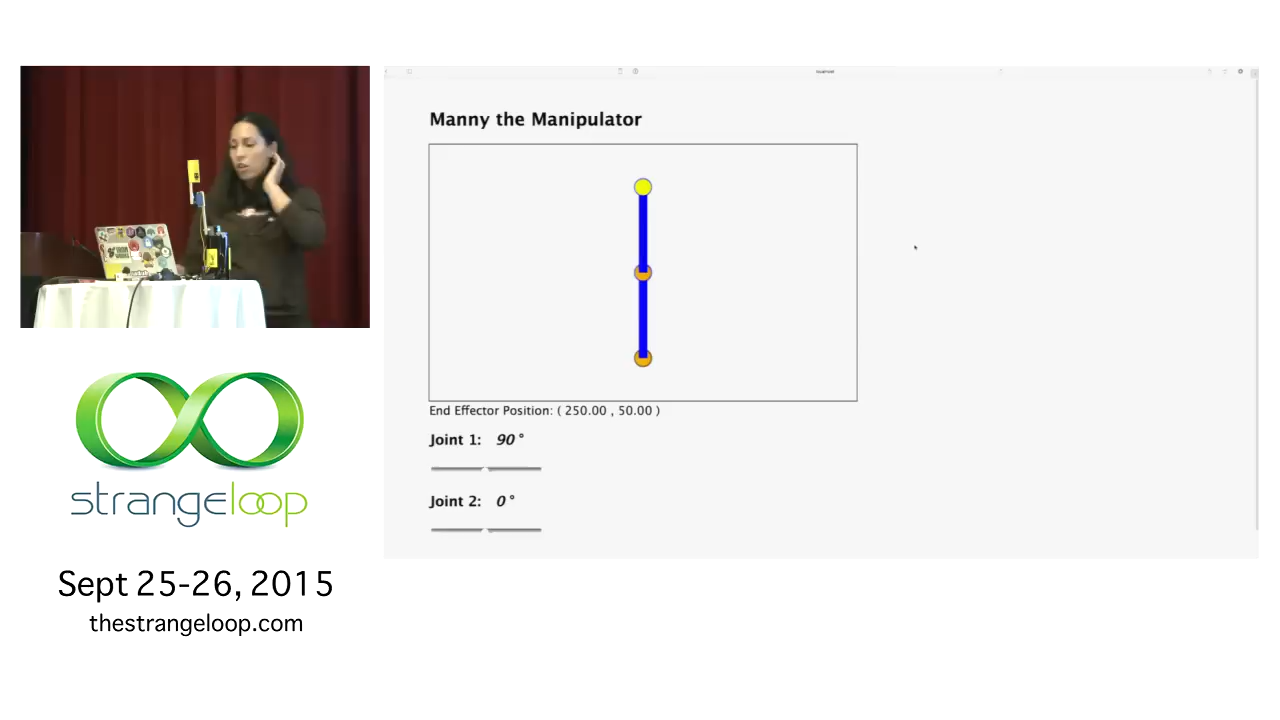 Manny the Manipulator
End Effector Position: ( 250.00 , 50.00 )
Joint 1: 90 °
Joint 2: 0 °
strangeloop
Sept 25-26, 2015
thestrangeloop.com